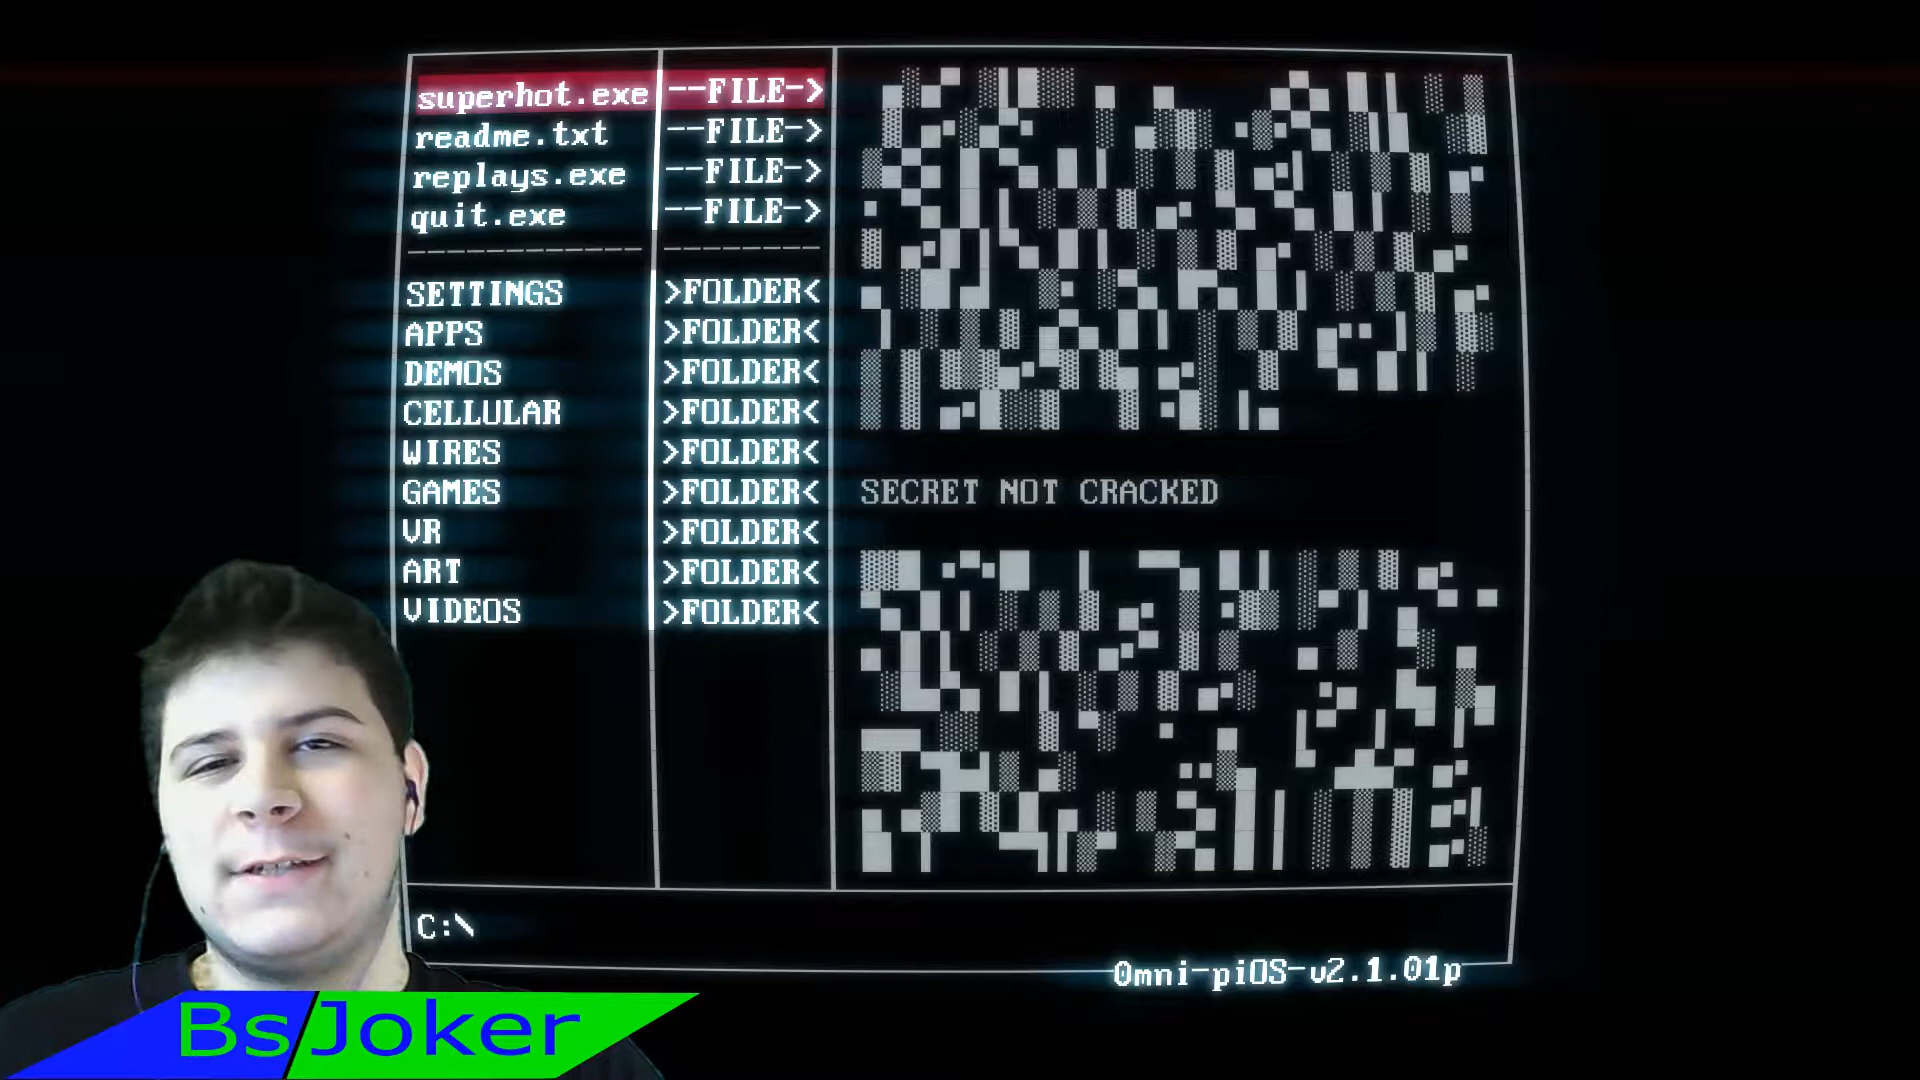 superhot.exe --FILE->
readme.txt --FILE->
replays.exe --FILE->
quit.exe --FILE->
SETTINGS >FOLDER<
APPS >FOLDER<
DEMOS >FOLDER<
CELLULAR >FOLDER<
WIRES >FOLDER<
GAMES >FOLDER<
VR >FOLDER<
ART >FOLDER<
VIDEOS >FOLDER<
SECRET NOT CRACKED
C:\
0mni-piOS-v2.1.01p
BsJoker